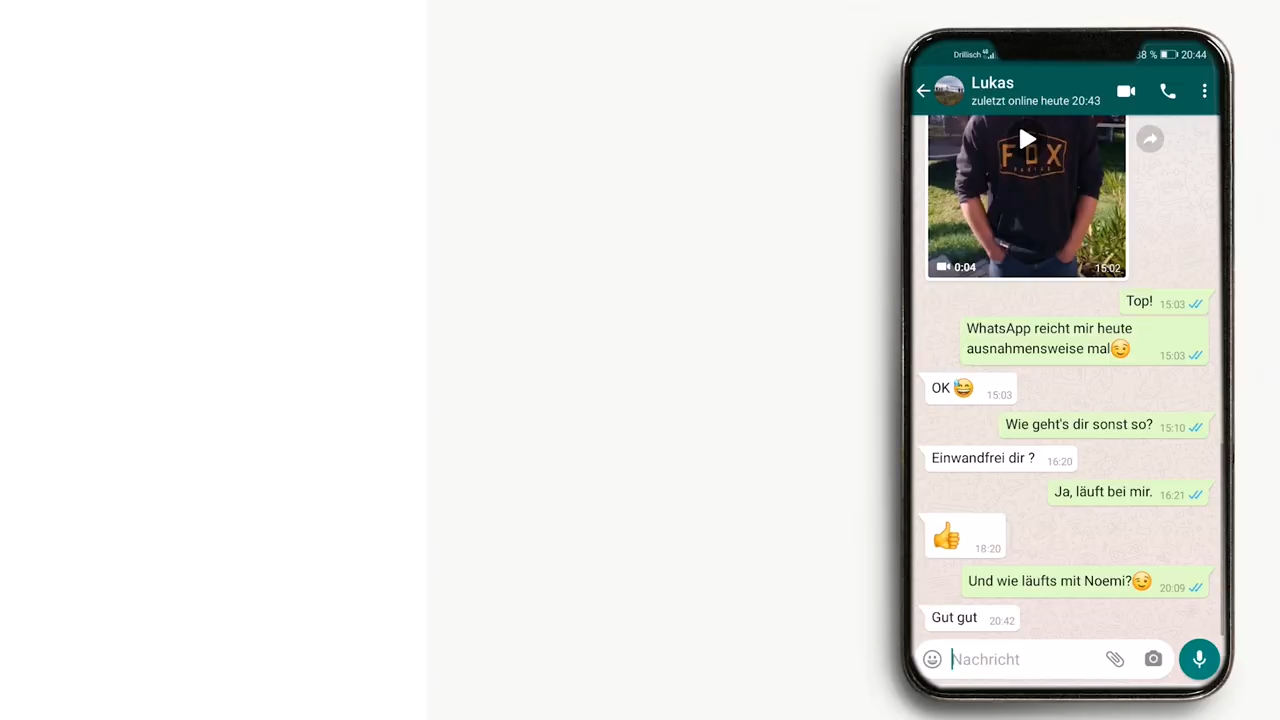 Drillisch 38 % 20:44
Lukas
zuletzt online heute 20:43
FOX
0:04 15:02
Top! 15:03
WhatsApp reicht mir heute
ausnahmensweise mal😉 15:03
OK 😅 15:03
Wie geht's dir sonst so? 15:10
Einwandfrei dir ? 16:20
Ja, läuft bei mir. 16:21
👍 18:20
Und wie läufts mit Noemi?😉 20:09
Gut gut 20:42
Nachricht